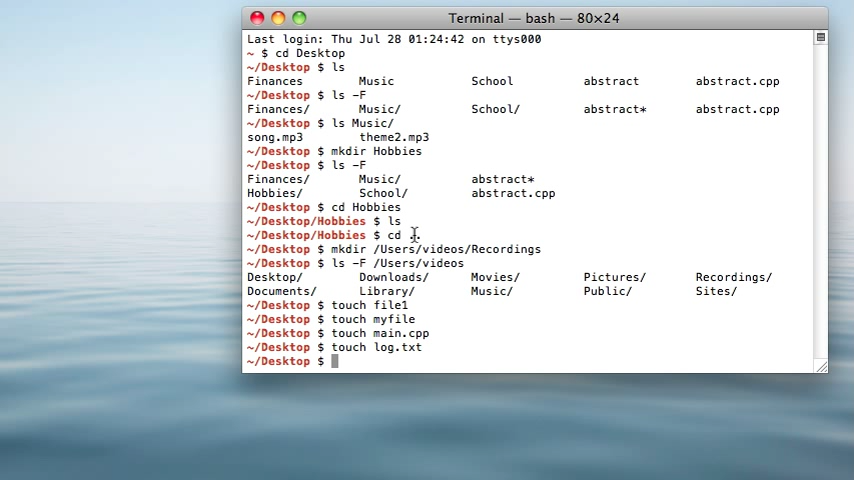 Terminal — bash — 80×24
Last login: Thu Jul 28 01:24:42 on ttys000
~ $ cd Desktop
~/Desktop $ ls
Finances Music School abstract abstract.cpp
~/Desktop $ ls -F
Finances/ Music/ School/ abstract* abstract.cpp
~/Desktop $ ls Music/
song.mp3 theme2.mp3
~/Desktop $ mkdir Hobbies
~/Desktop $ ls -F
Finances/ Music/ abstract*
Hobbies/ School/ abstract.cpp
~/Desktop $ cd Hobbies
~/Desktop/Hobbies $ ls
~/Desktop/Hobbies $ cd ..
~/Desktop $ mkdir /Users/videos/Recordings
~/Desktop $ ls -F /Users/videos
Desktop/ Downloads/ Movies/ Pictures/ Recordings/
Documents/ Library/ Music/ Public/ Sites/
~/Desktop $ touch file1
~/Desktop $ touch myfile
~/Desktop $ touch main.cpp
~/Desktop $ touch log.txt
~/Desktop $